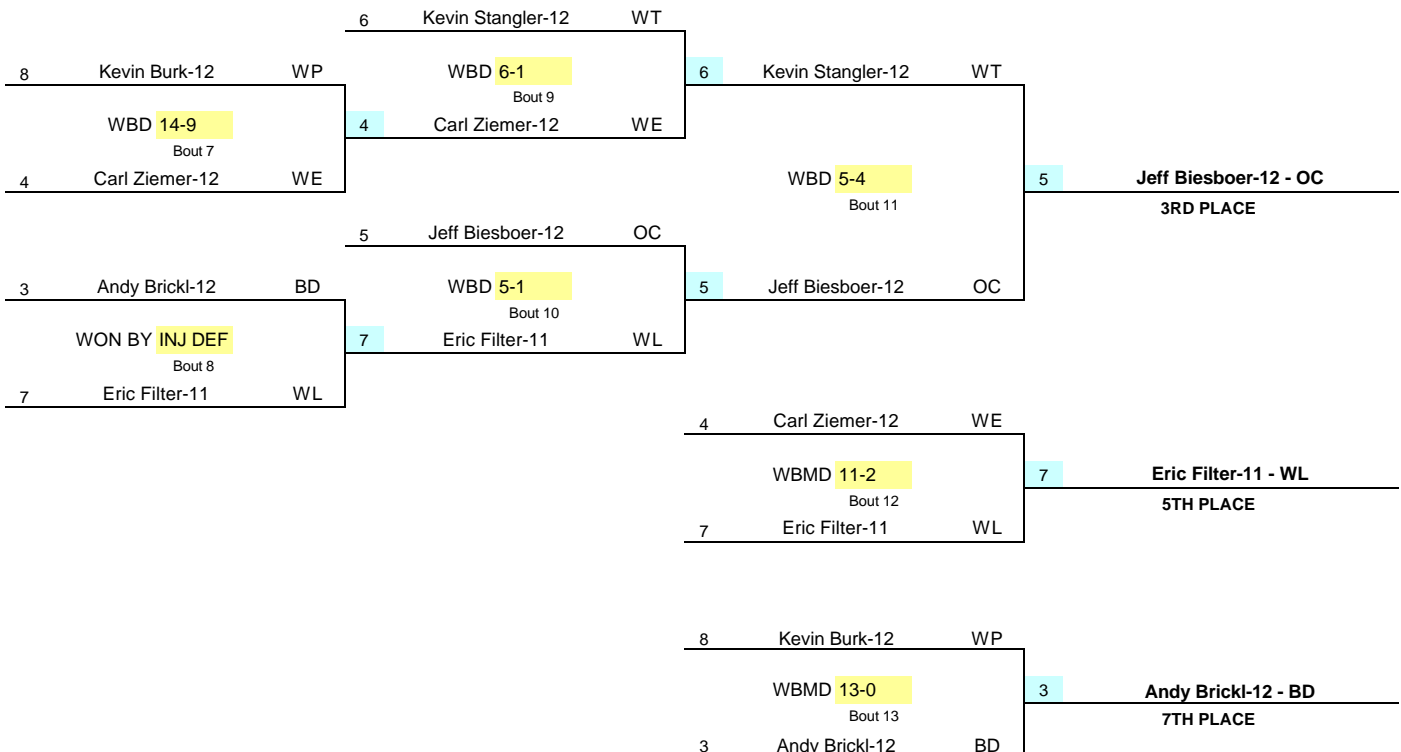 6 Kevin Stangler-12 WT
8 Kevin Burk-12 WP
WBD 6-1
6 Kevin Stangler-12 WT
Bout 9
WBD 14-9
4 Carl Ziemer-12 WE
Bout 7
4 Carl Ziemer-12 WE
WBD 5-4
5 Jeff Biesboer-12 - OC
Bout 11
3RD PLACE
5 Jeff Biesboer-12 OC
3 Andy Brickl-12 BD
WBD 5-1
5 Jeff Biesboer-12 OC
Bout 10
WON BY INJ DEF
7 Eric Filter-11 WL
Bout 8
7 Eric Filter-11 WL
4 Carl Ziemer-12 WE
WBMD 11-2
7 Eric Filter-11 - WL
Bout 12
5TH PLACE
7 Eric Filter-11 WL
8 Kevin Burk-12 WP
WBMD 13-0
3 Andy Brickl-12 - BD
Bout 13
7TH PLACE
3 Andy Brickl-12 BD